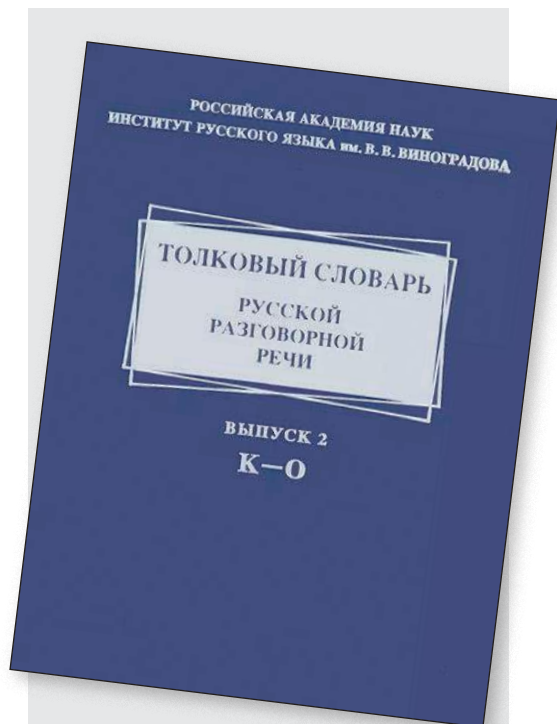 РОССИЙСКАЯ АКАДЕМИЯ НАУК
ИНСТИТУТ РУССКОГО ЯЗЫКА им. В. В. ВИНОГРАДОВА
ТОЛКОВЫЙ СЛОВАРЬ
РУССКОЙ
РАЗГОВОРНОЙ
РЕЧИ
ВЫПУСК 2
К—О